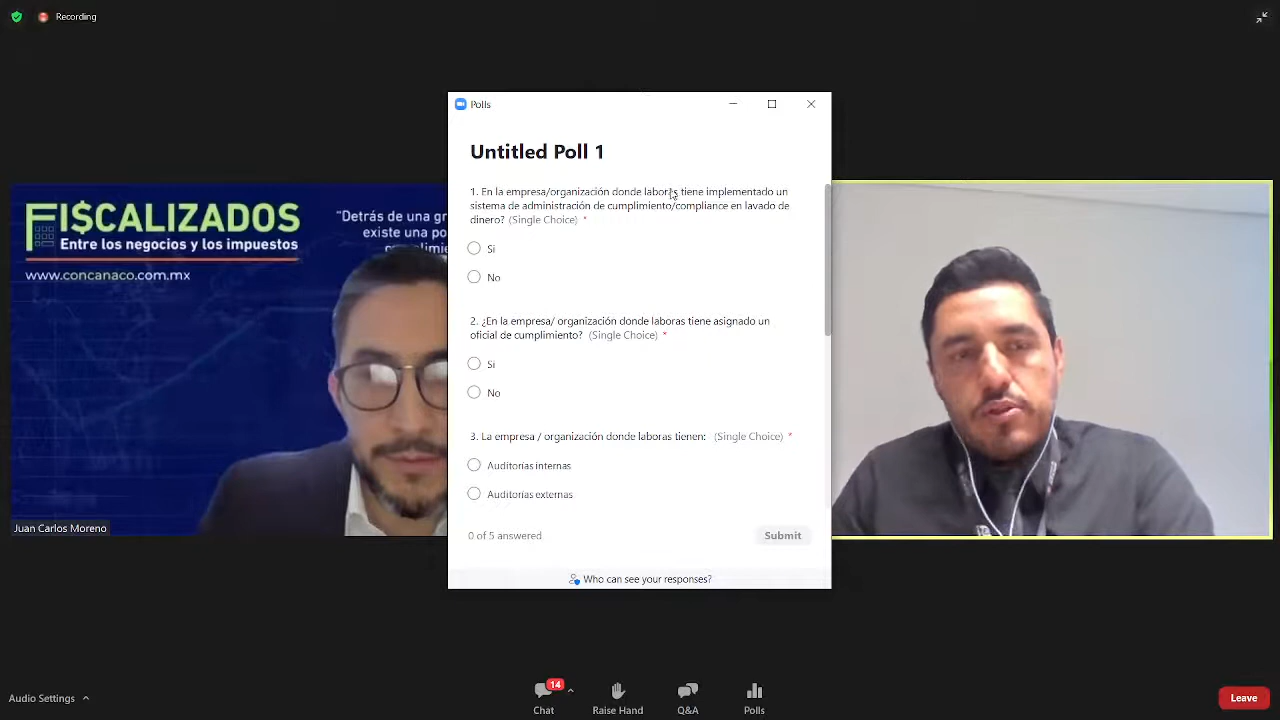 Recording
Polls
Untitled Poll 1
1. En la empresa/organización donde laboras tiene implementado un
sistema de administración de cumplimiento/compliance en lavado de
dinero? (Single Choice) *
Si
No
2. ¿En la empresa/ organización donde laboras tiene asignado un
oficial de cumplimiento? (Single Choice) *
Si
No
3. La empresa / organización donde laboras tienen: (Single Choice) *
Auditorías internas
Auditorías externas
0 of 5 answered
Submit
Who can see your responses?
FI$CALIZADOS
Entre los negocios y los impuestos
www.concanaco.com.mx
“Detrás de una
existe una
Juan Carlos Moreno
Audio Settings
14
Chat
Raise Hand
Q&A
Polls
Leave